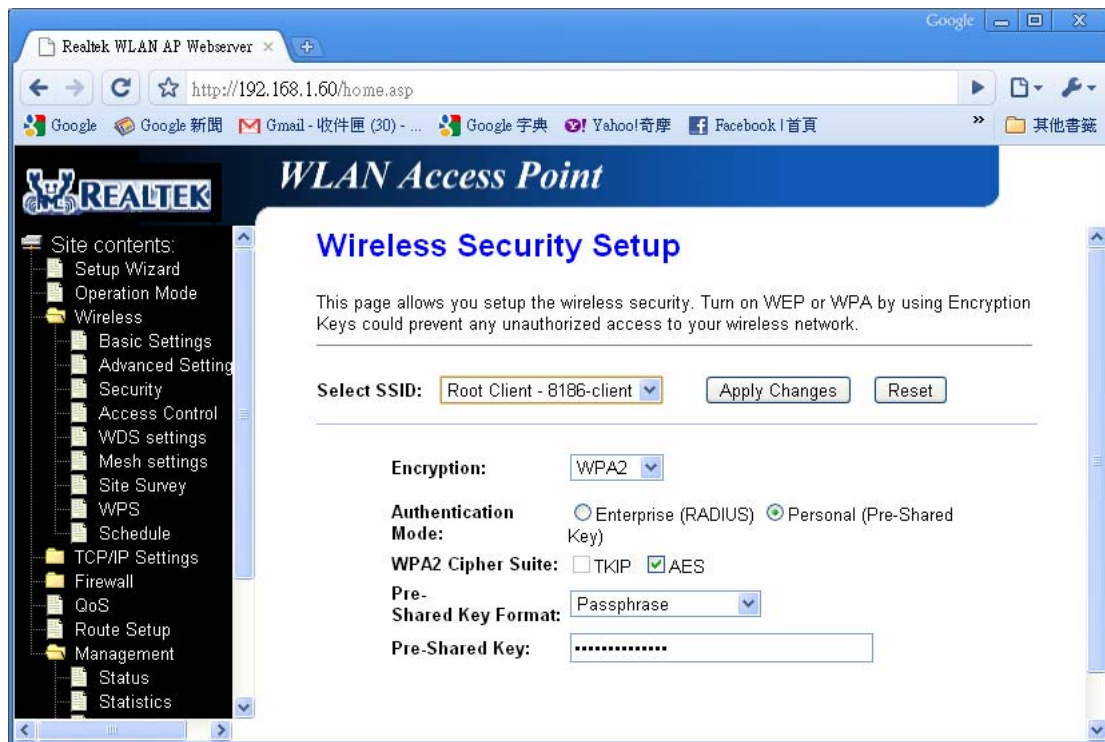 Google
Realtek WLAN AP Webserver
http://192.168.1.60/home.asp
Google
Google 新聞
Gmail - 收件匣 (30) - ...
Google 字典
Yahoo!奇摩
Facebook | 首頁
»
其他書籤
REALTEK
WLAN Access Point
Site contents:
Setup Wizard
Operation Mode
Wireless
Basic Settings
Advanced Setting
Security
Access Control
WDS settings
Mesh settings
Site Survey
WPS
Schedule
TCP/IP Settings
Firewall
QoS
Route Setup
Management
Status
Statistics
Wireless Security Setup
This page allows you setup the wireless security. Turn on WEP or WPA by using Encryption
Keys could prevent any unauthorized access to your wireless network.
Select SSID: Root Client - 8186-client Apply Changes Reset
Encryption: WPA2
Authentication
Mode:
Enterprise (RADIUS) Personal (Pre-Shared
Key)
WPA2 Cipher Suite: TKIP AES
Pre-
Shared Key Format: Passphrase
Pre-Shared Key: ••••••••••••••